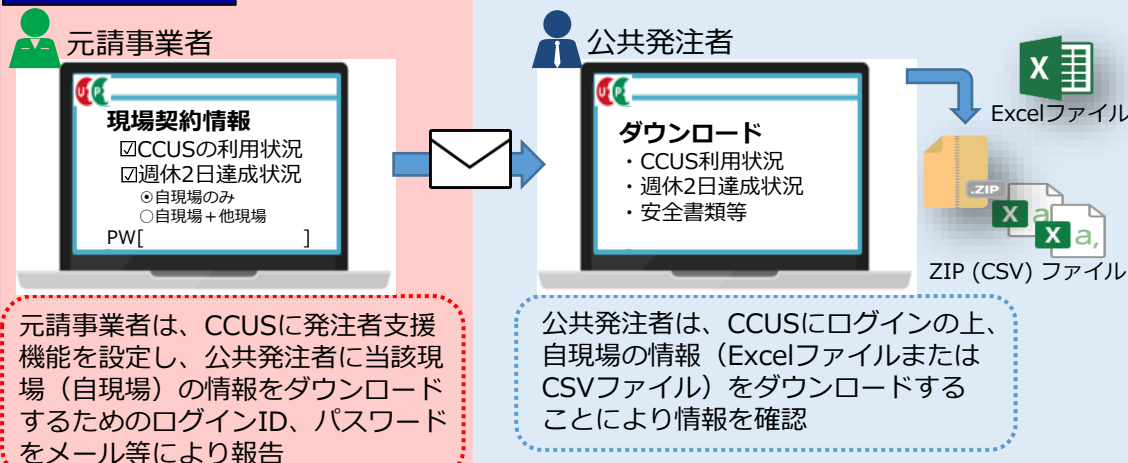 元請事業者
現場契約情報
☑CCUSの利用状況
☑週休2日達成状況
⦿自現場のみ
○自現場+他現場
PW[ ]
元請事業者は、CCUSに発注者支援
機能を設定し、公共発注者に当該現
場（自現場）の情報をダウンロード
するためのログインID、パスワード
をメール等により報告
公共発注者
ダウンロード
・CCUS利用状況
・週休2日達成状況
・安全書類等
公共発注者は、CCUSにログインの上、
自現場の情報（Excelファイルまたは
CSVファイル）をダウンロードする
ことにより情報を確認
X
Excelファイル
.ZIP
X a
X a,
ZIP (CSV) ファイル